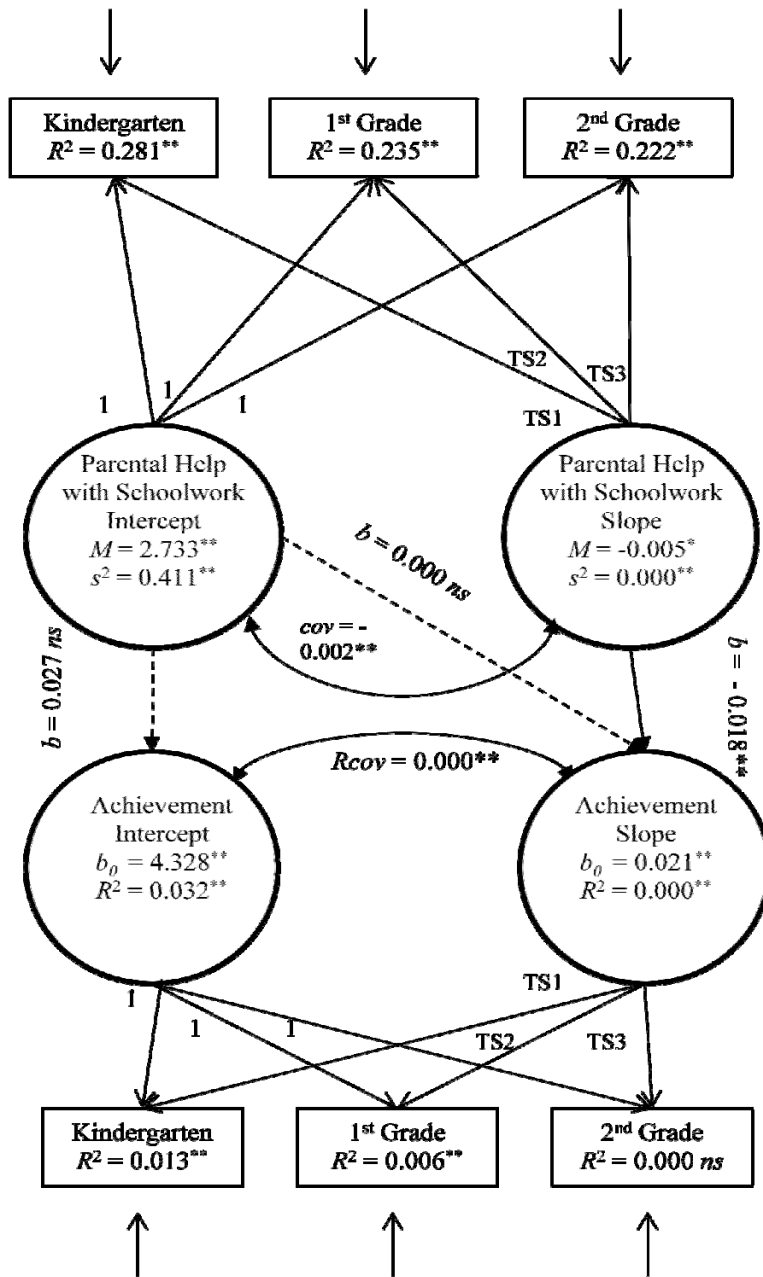 Kindergarten
R² = 0.281**
1st Grade
R² = 0.235**
2nd Grade
R² = 0.222**
TS2
TS3
1
1
1
TS1
Parental Help
with Schoolwork
Intercept
M = 2.733**
s² = 0.411**
Parental Help
with Schoolwork
Slope
M = -0.005*
s² = 0.000**
b = 0.000 ns
cov = -
0.002**
b = 0.027 ns
b = - 0.018**
Rcov = 0.000**
Achievement
Intercept
b₀ = 4.328**
R² = 0.032**
Achievement
Slope
b₀ = 0.021**
R² = 0.000**
1
1
1
TS1
TS2
TS3
Kindergarten
R² = 0.013**
1st Grade
R² = 0.006**
2nd Grade
R² = 0.000 ns